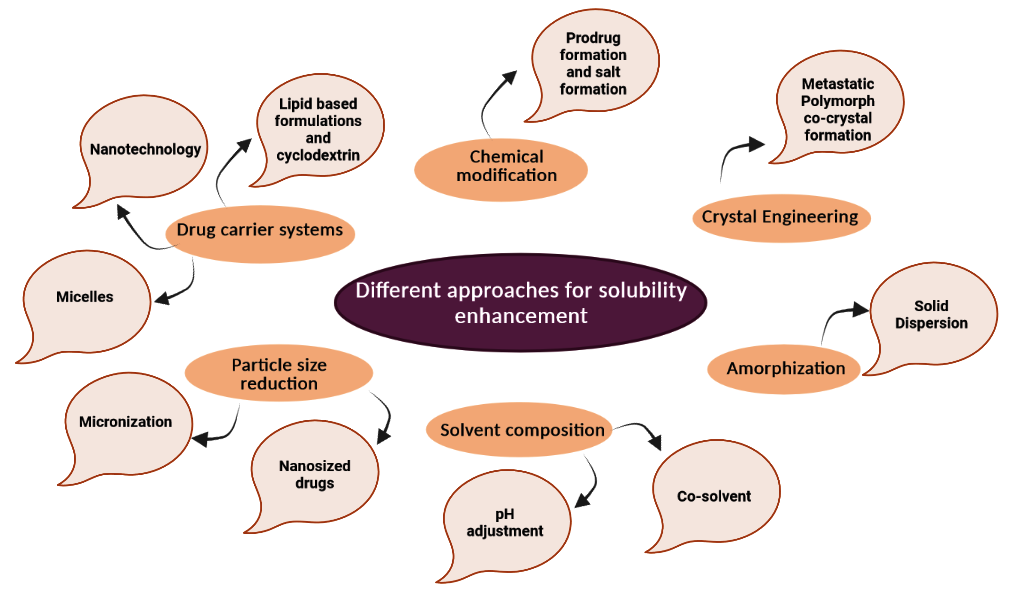 Prodrug
formation
and salt
formation
Metastatic
Polymorph
co-crystal
formation
Lipid based
formulations
and
cyclodextrin
Nanotechnology
Chemical
modification
Crystal Engineering
Drug carrier systems
Micelles
Different approaches for solubility
enhancement
Solid
Dispersion
Particle size
reduction
Amorphization
Micronization
Solvent composition
Nanosized
drugs
Co-solvent
pH
adjustment